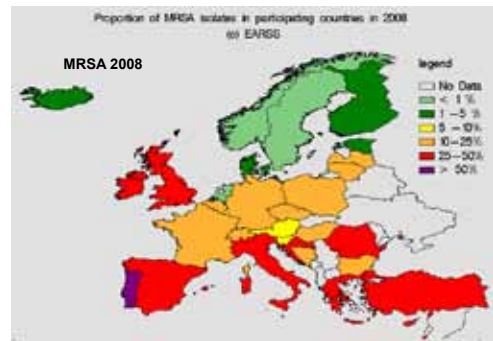 Proportion of MRSA isolates in participating countries in 2008
(c) EARSS
MRSA 2008
legend
No Data
< 1 %
1 –5 %
5 –10%
10–25%
25–50%
> 50%